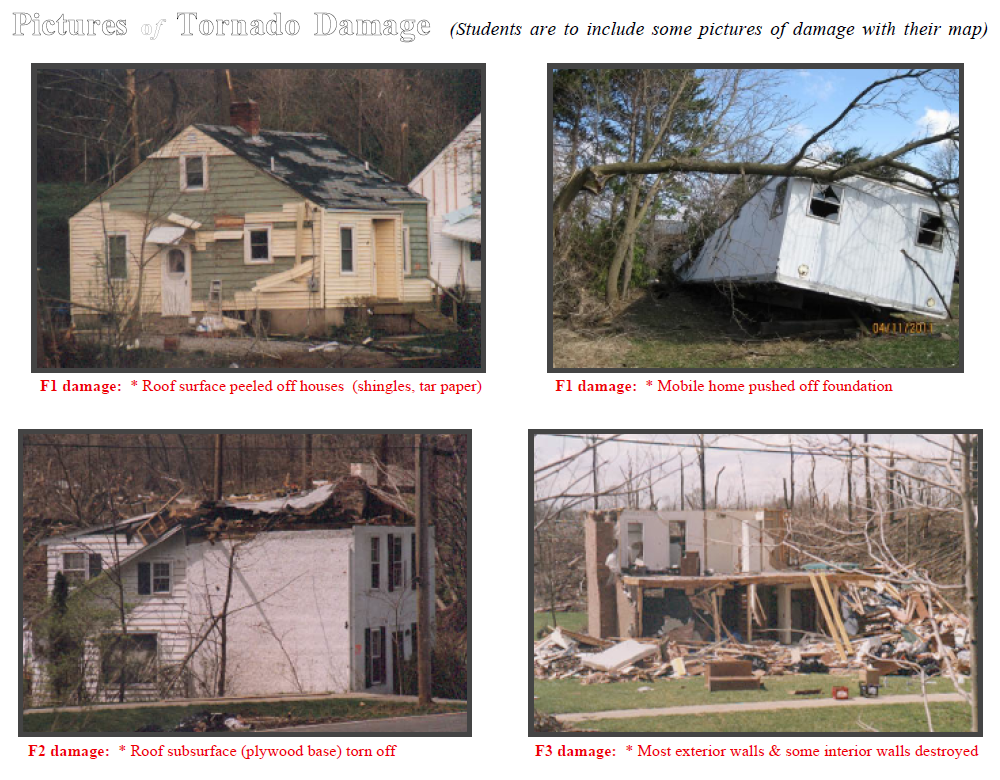 Pictures of Tornado Damage (Students are to include some pictures of damage with their map)
F1 damage: * Roof surface peeled off houses (shingles, tar paper)
04/11/2011
F1 damage: * Mobile home pushed off foundation
F2 damage: * Roof subsurface (plywood base) torn off
F3 damage: * Most exterior walls & some interior walls destroyed